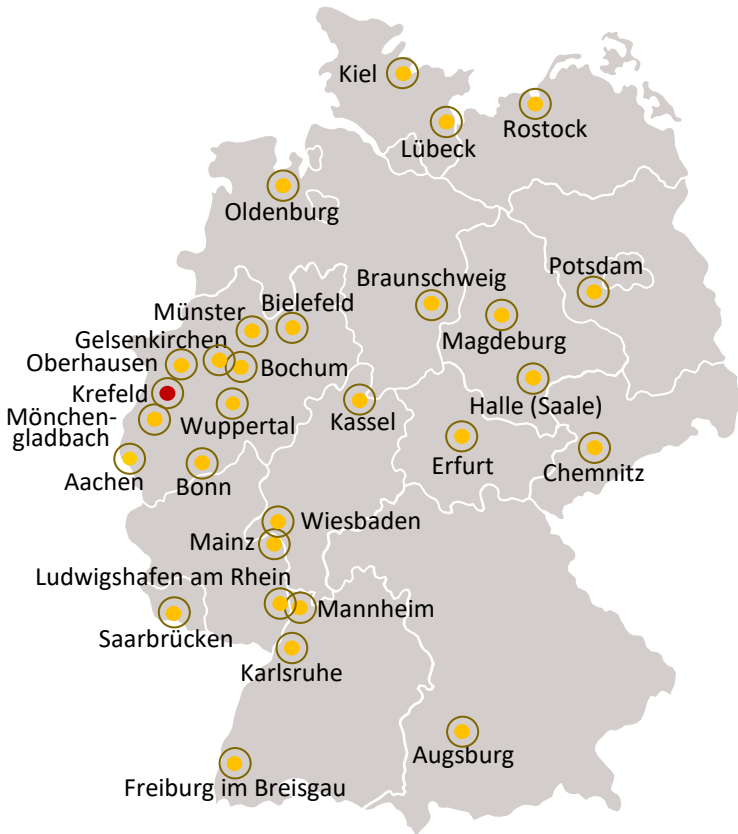 Kiel
Rostock
Lübeck
Oldenburg
Potsdam
Braunschweig
Bielefeld
Münster
Magdeburg
Gelsenkirchen
Oberhausen
Bochum
Krefeld
Halle (Saale)
Mönchen-
gladbach
Wuppertal
Kassel
Erfurt
Chemnitz
Aachen
Bonn
Wiesbaden
Mainz
Ludwigshafen am Rhein
Mannheim
Saarbrücken
Karlsruhe
Augsburg
Freiburg im Breisgau